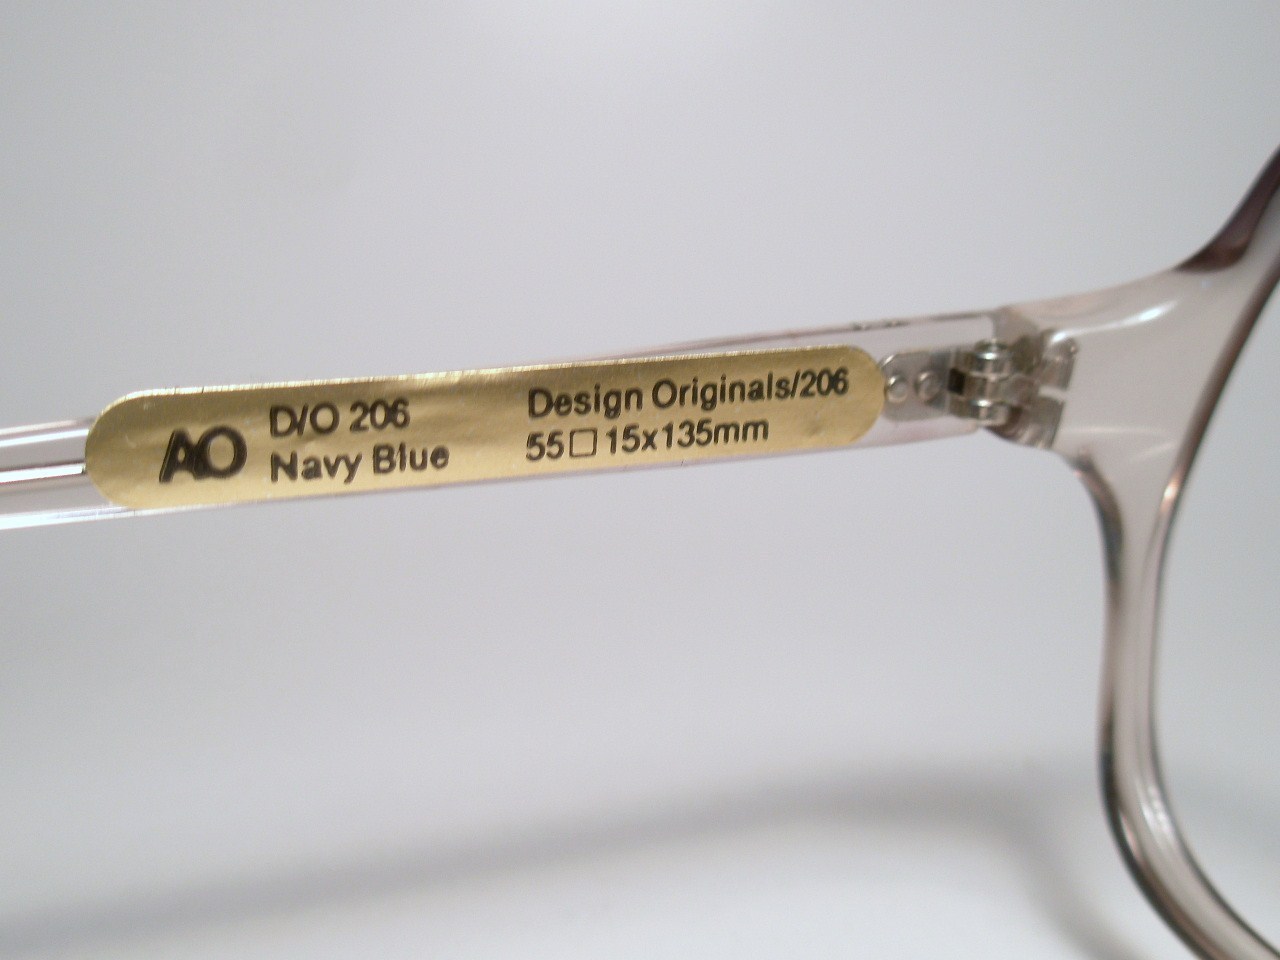 AO
D/O 206
Navy Blue
Design Originals/206
55□15x135mm